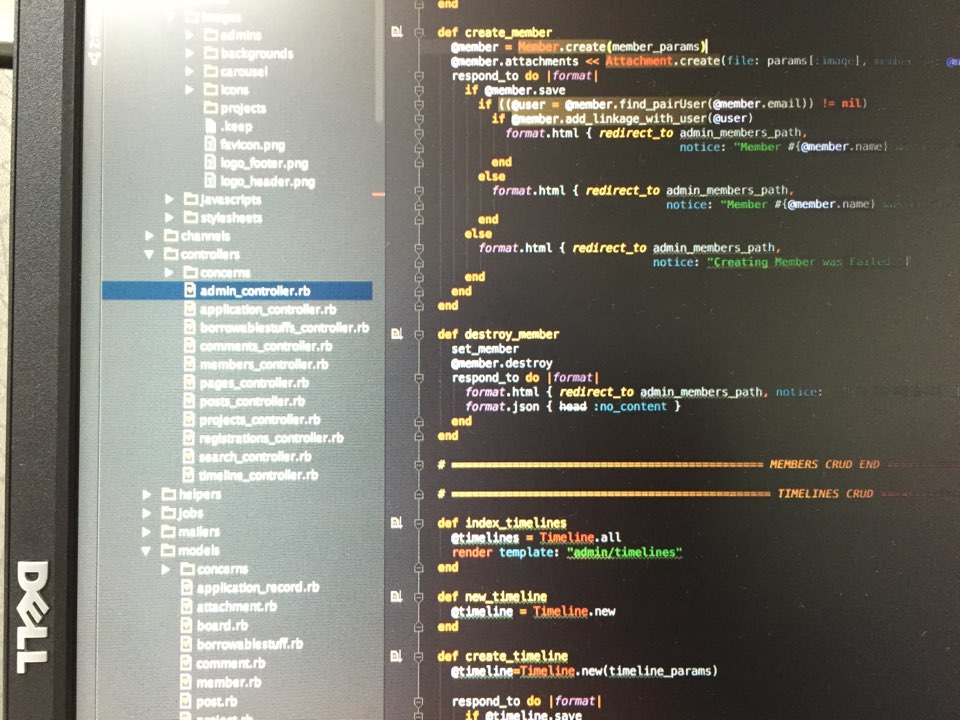 images
admins
backgrounds
carousel
icons
projects
.keep
favicon.png
logo_footer.png
logo_header.png
javascripts
stylesheets
channels
controllers
concerns
admin_controller.rb
application_controller.rb
borrowablestuffs_controller.rb
comments_controller.rb
members_controller.rb
pages_controller.rb
posts_controller.rb
projects_controller.rb
registrations_controller.rb
search_controller.rb
timeline_controller.rb
helpers
jobs
mailers
models
concerns
application_record.rb
attachment.rb
board.rb
borrowablestuff.rb
comment.rb
member.rb
post.rb
project.rb
DELL
end
def create_member
@member = Member.create(member_params)
@member.attachments << Attachment.create(file: params[:image],
respond_to do |format|
if @member.save
if ((@user = @member.find_pairUser(@member.email)) != nil)
if @member.add_linkage_with_user(@user)
format.html { redirect_to admin_members_path,
notice: "Member #{@member.name}
end
else
format.html { redirect_to admin_members_path,
notice: "Member #{@member.name}
end
else
format.html { redirect_to admin_members_path,
notice: "Creating Member was Failed. }
end
end
end
def destroy_member
set_member
@member.destroy
respond_to do |format|
format.html { redirect_to admin_members_path, notice:
format.json { head :no_content }
end
end
# ============================================== MEMBERS CRUD END ======
# =============================================== TIMELINES CRUD =======
def index_timelines
@timelines = Timeline.all
render template: "admin/timelines"
end
def new_timeline
@timeline = Timeline.new
end
def create_timeline
@timeline=Timeline.new(timeline_params)
respond_to do |format|
if @timeline.save